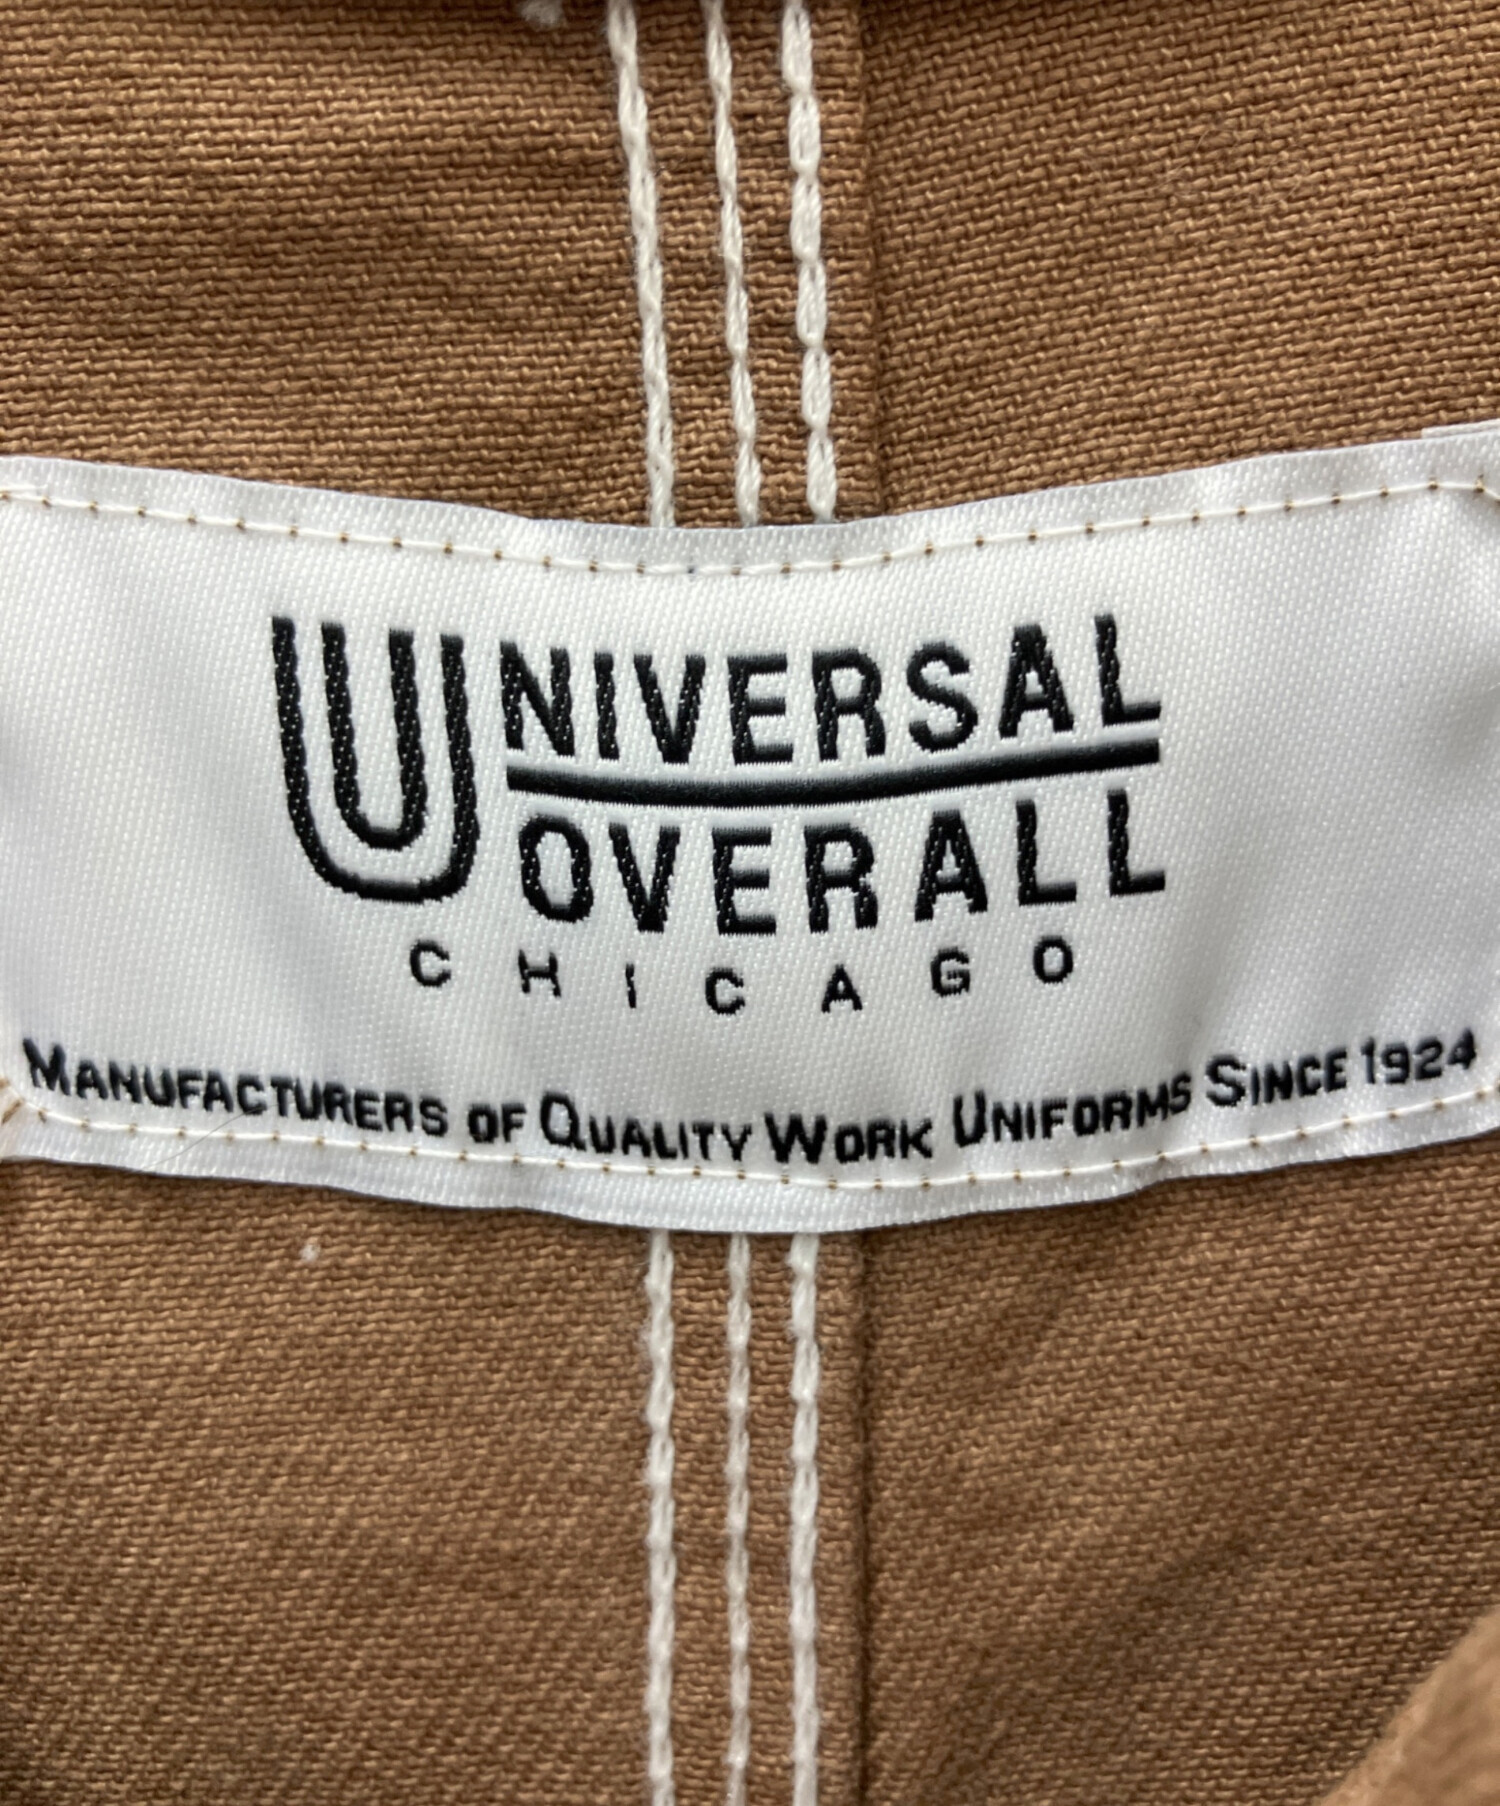 UNIVERSAL
OVERALL
CHICAGO
MANUFACTURERS OF QUALITY WORK UNIFORMS SINCE 1924